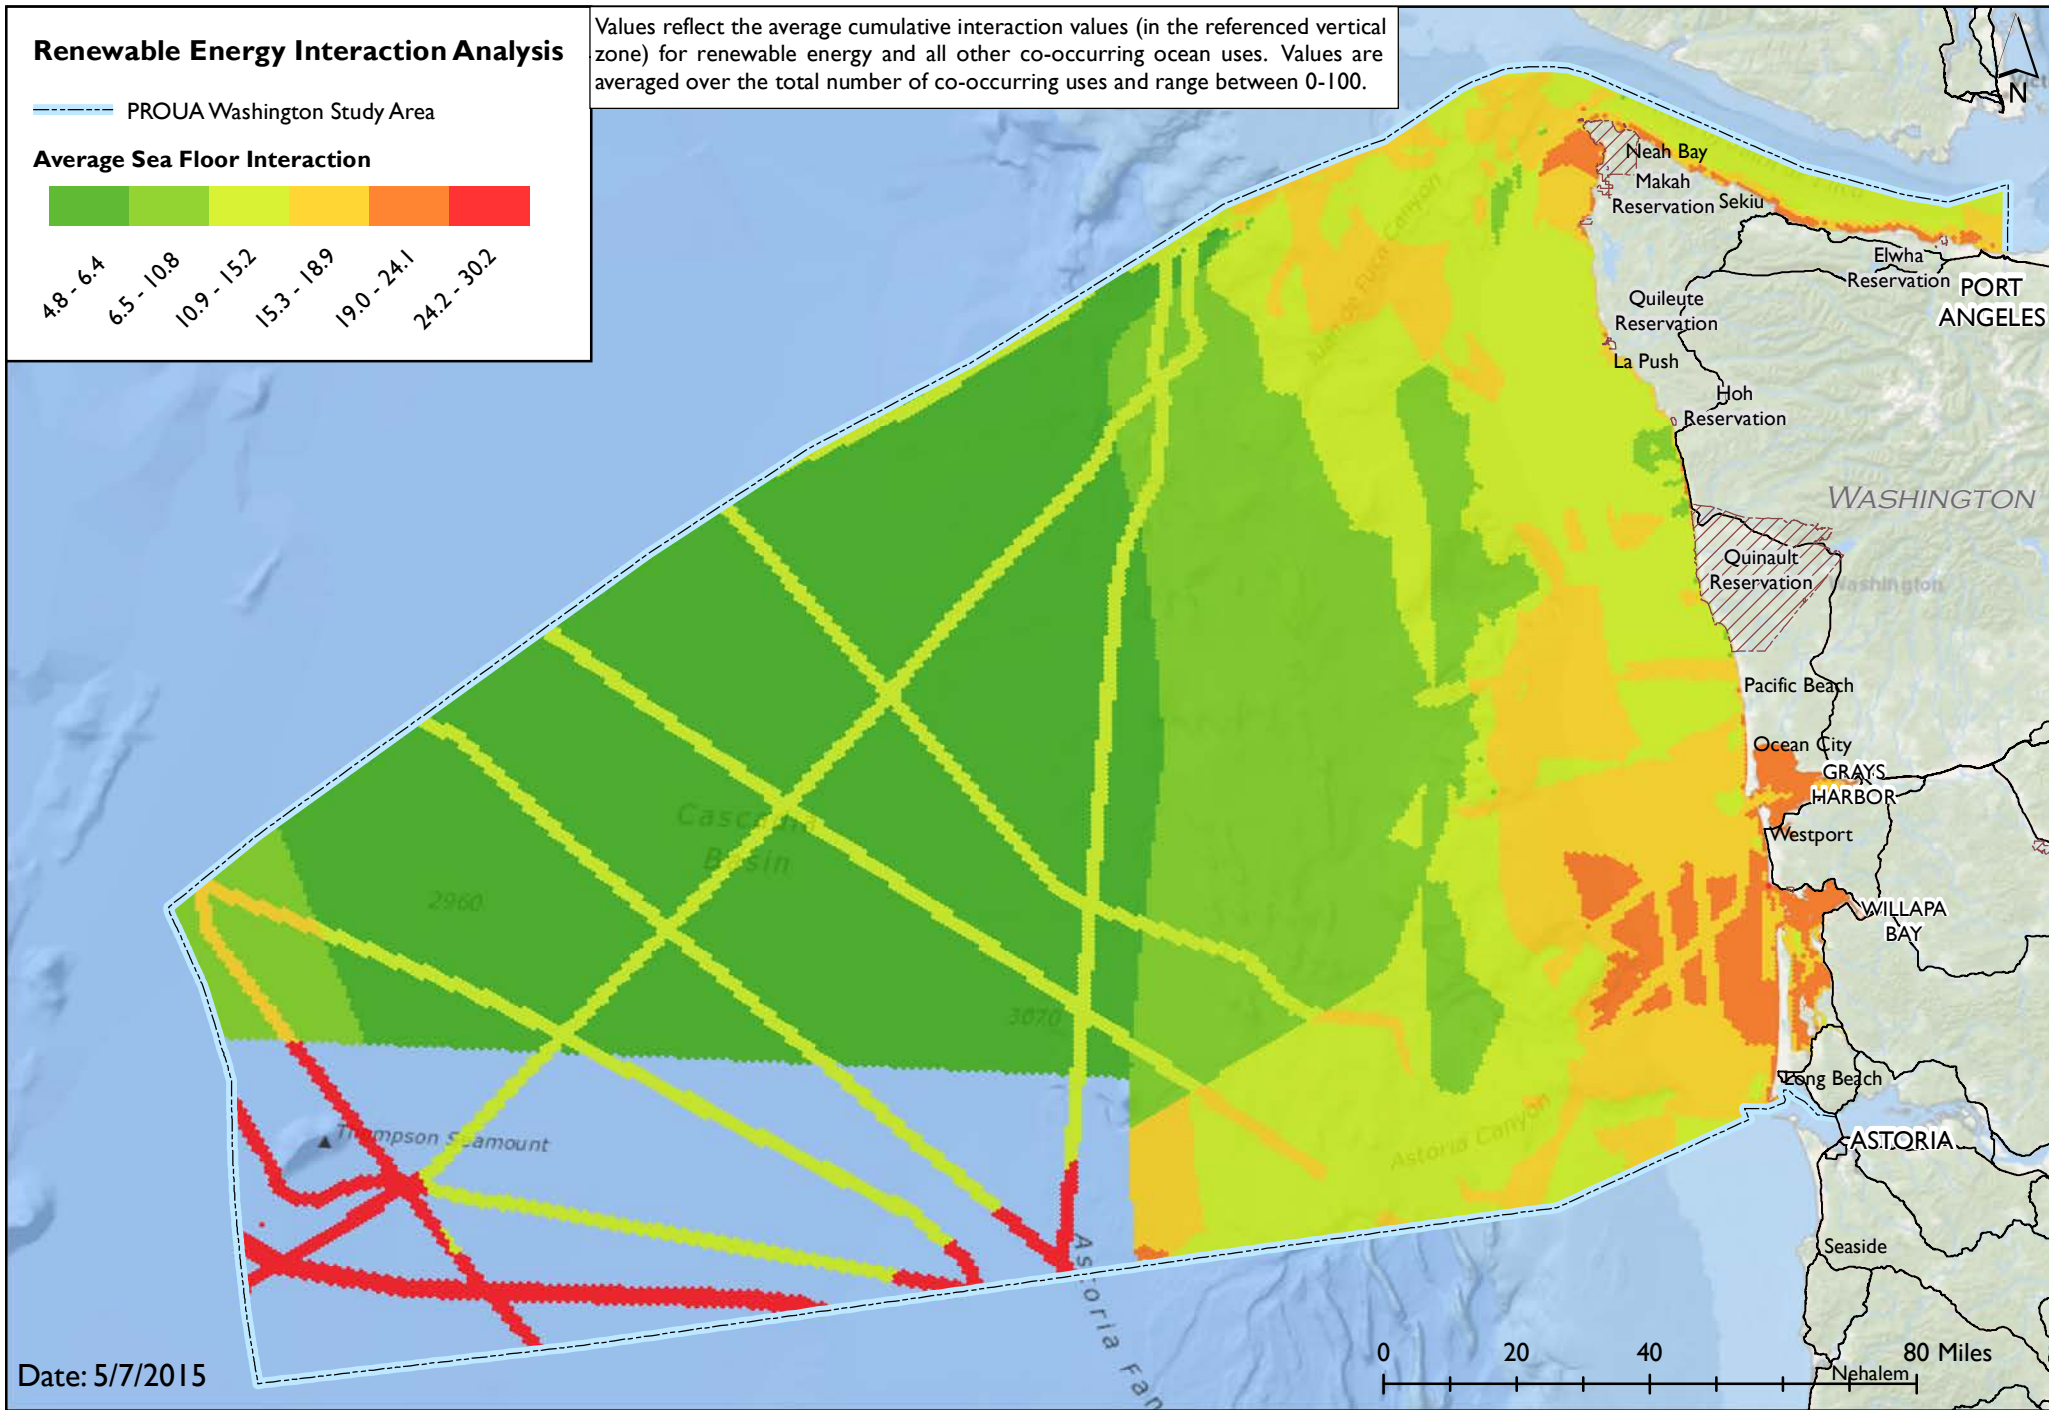 Renewable Energy Interaction Analysis
PROUA Washington Study Area
Average Sea Floor Interaction
4.8 - 6.4
6.5 - 10.8
10.9 - 15.2
15.3 - 18.9
19.0 - 24.1
24.2 - 30.2
Values reflect the average cumulative interaction values (in the referenced vertical
zone) for renewable energy and all other co-occurring ocean uses. Values are
averaged over the total number of co-occurring uses and range between 0-100.
N
Neah Bay
Makah
Reservation
Sekiu
Elwha
Reservation
PORT
ANGELES
Juan de Fuca Canyon
Quileute
Reservation
La Push
Hoh
Reservation
WASHINGTON
Quinault
Reservation
Washington
Pacific Beach
Ocean City
GRAYS
HARBOR
Westport
Cascadia
Basin
2960
WILLAPA
BAY
3070
Long Beach
Thompson Seamount
Astoria Canyon
ASTORIA
Astoria Fan
Seaside
0
20
40
80 Miles
Nehalem
Date: 5/7/2015